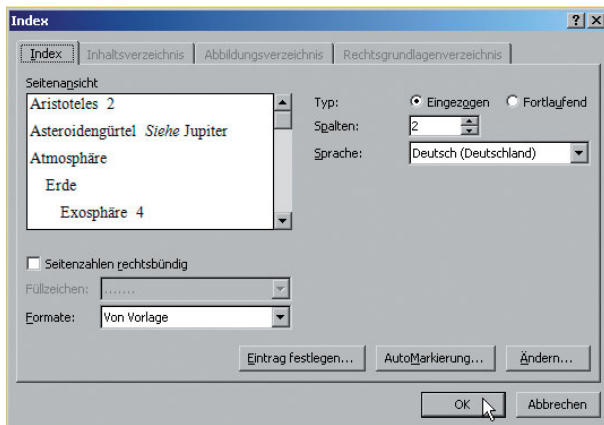 Index
Index Inhaltsverzeichnis Abbildungsverzeichnis Rechtsgrundlagenverzeichnis
Seitenansicht
Aristoteles 2
Asteroidengürtel Siehe Jupiter
Atmosphäre
Erde
Exosphäre 4
Typ: Eingezogen Fortlaufend
Spalten: 2
Sprache: Deutsch (Deutschland)
Seitenzahlen rechtsbündig
Füllzeichen: .......
Formate: Von Vorlage
Eintrag festlegen... AutoMarkierung... Ändern...
OK Abbrechen